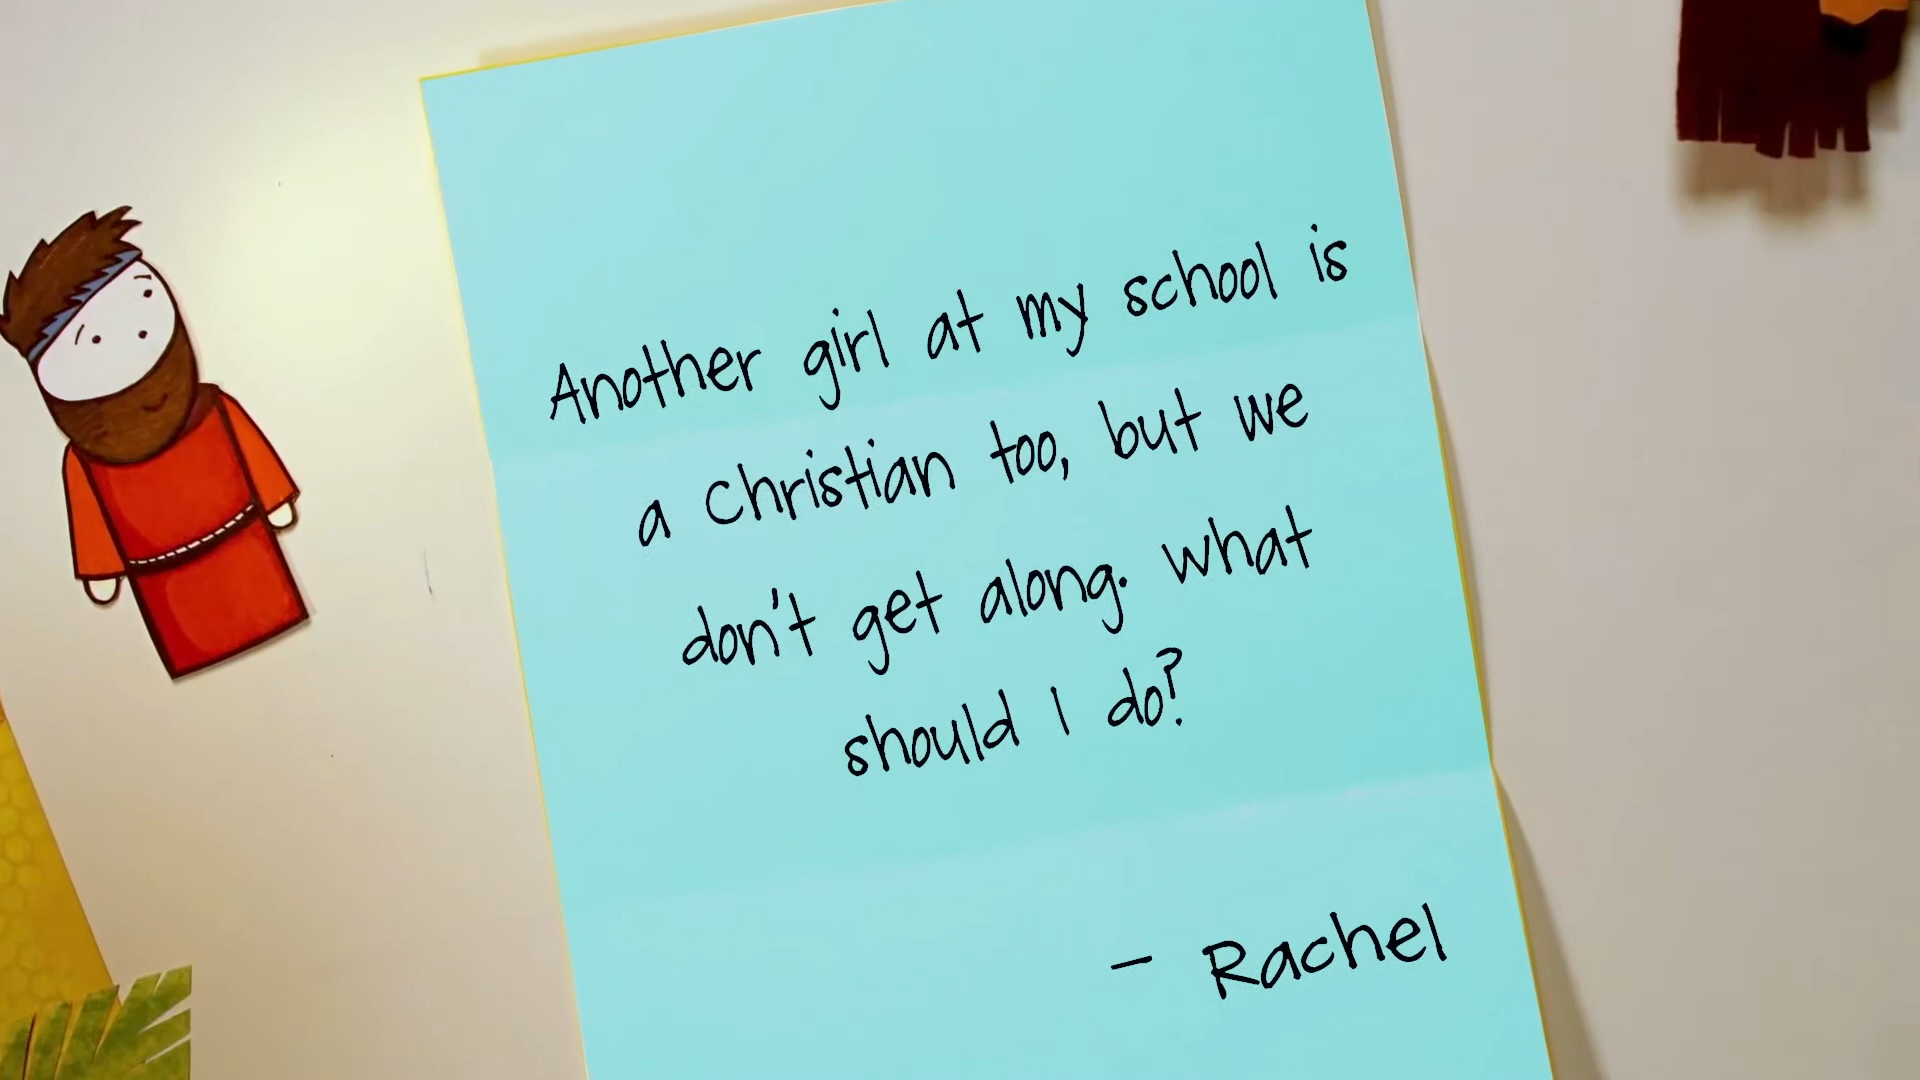 Another girl at my school is
a Christian too, but we
don't get along. What
should I do?
- Rachel